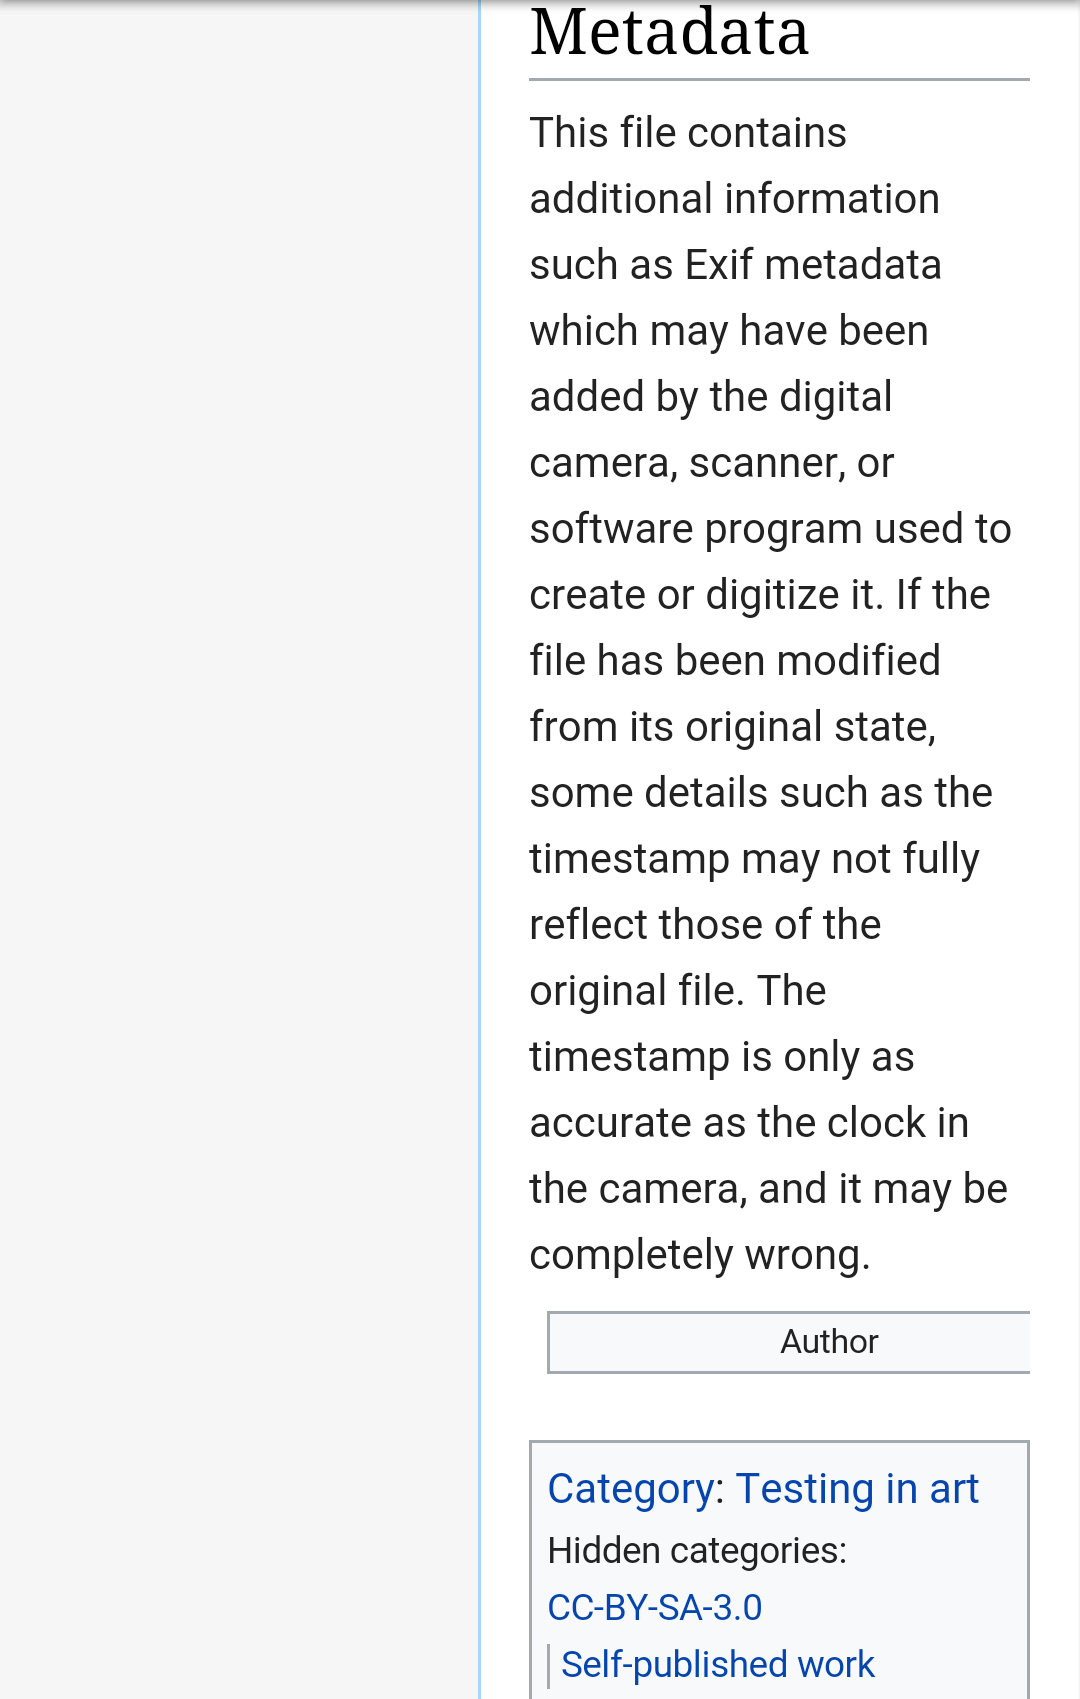 Metadata
This file contains
additional information
such as Exif metadata
which may have been
added by the digital
camera, scanner, or
software program used to
create or digitize it. If the
file has been modified
from its original state,
some details such as the
timestamp may not fully
reflect those of the
original file. The
timestamp is only as
accurate as the clock in
the camera, and it may be
completely wrong.
Author
Category: Testing in art
Hidden categories:
CC-BY-SA-3.0
Self-published work